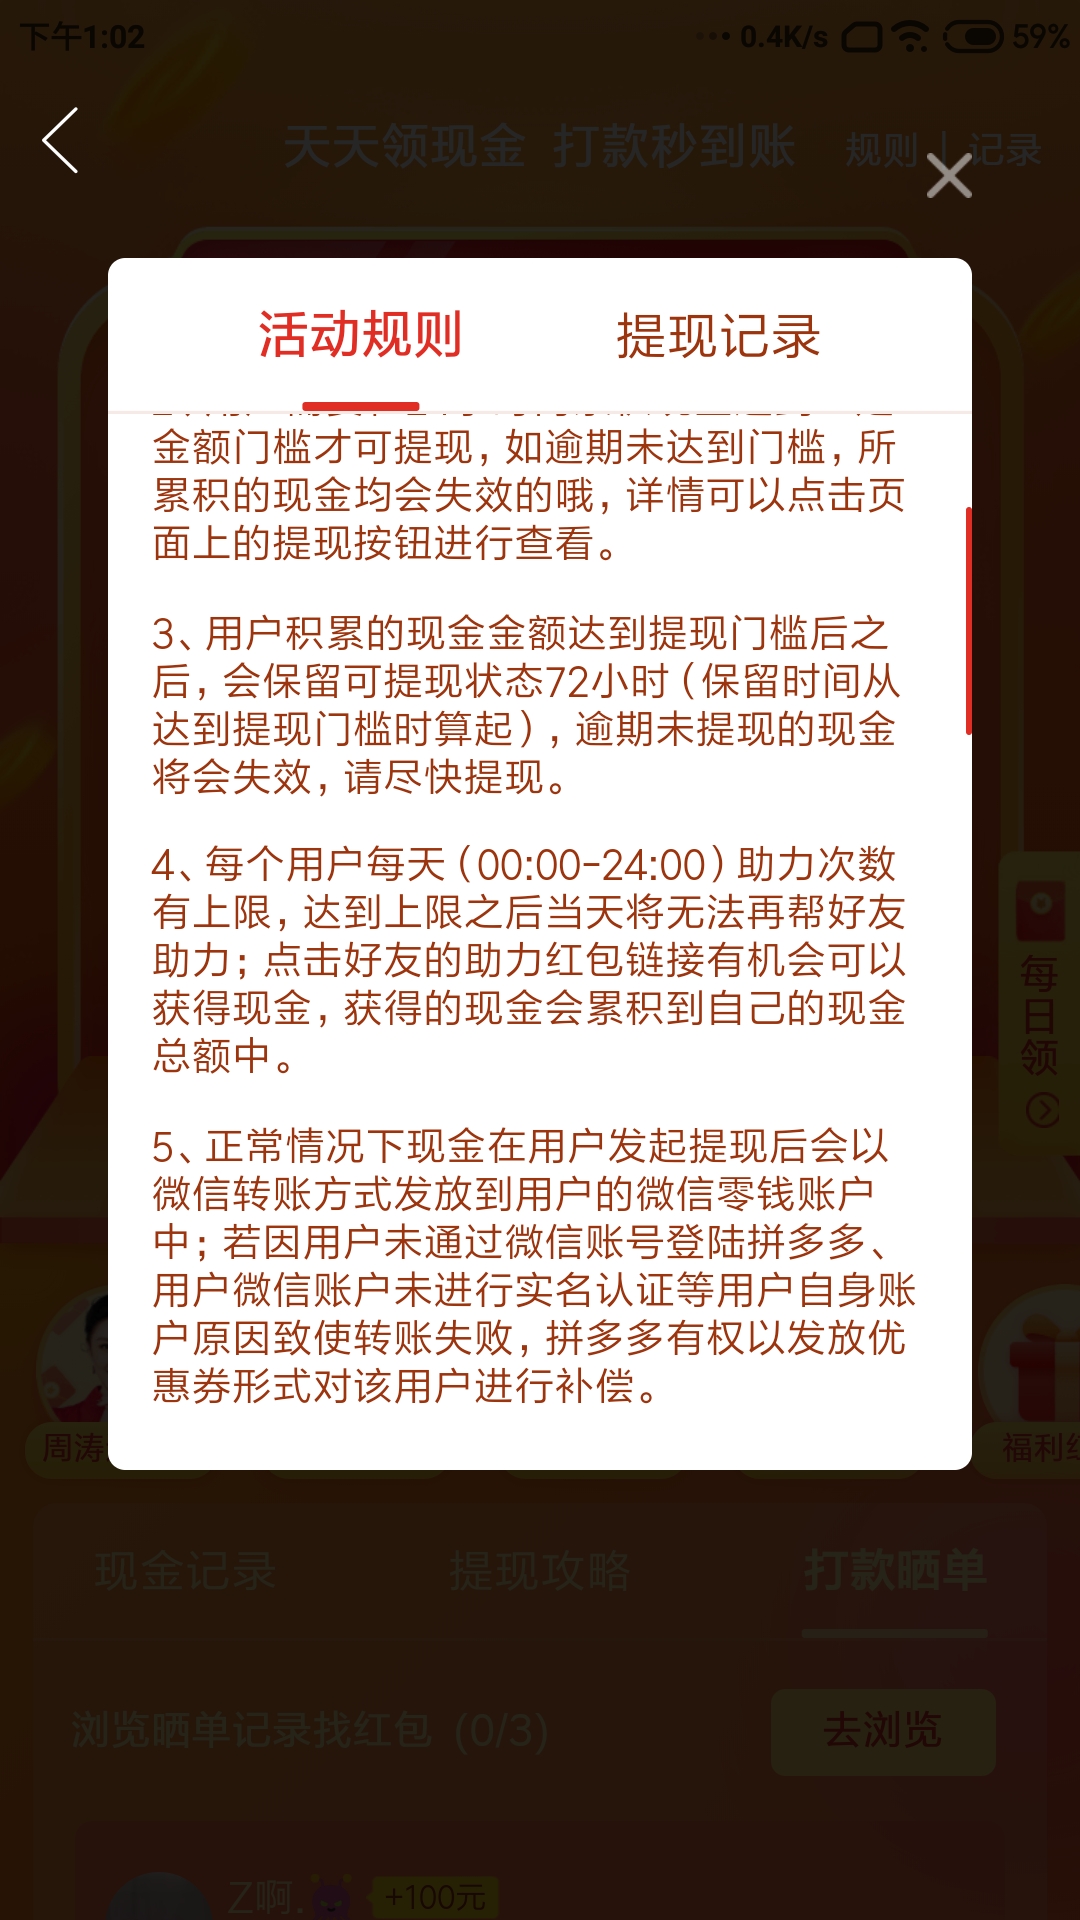 下午1:02
0.4K/s
59%
天天领现金 打款秒到账
规则 | 记录
活动规则
提现记录
金额门槛才可提现，如逾期未达到门槛，所
累积的现金均会失效的哦，详情可以点击页
面上的提现按钮进行查看。
3、用户积累的现金金额达到提现门槛后之
后，会保留可提现状态72小时（保留时间从
达到提现门槛时算起），逾期未提现的现金
将会失效，请尽快提现。
4、每个用户每天（00:00-24:00）助力次数
有上限，达到上限之后当天将无法再帮好友
助力；点击好友的助力红包链接有机会可以
获得现金，获得的现金会累积到自己的现金
总额中。
5、正常情况下现金在用户发起提现后会以
微信转账方式发放到用户的微信零钱账户
中；若因用户未通过微信账号登陆拼多多、
用户微信账户未进行实名认证等用户自身账
户原因致使转账失败，拼多多有权以发放优
惠券形式对该用户进行补偿。
每日领
周涛
福利红
现金记录
提现攻略
打款晒单
浏览晒单记录找红包 (0/3)
去浏览
Z啊.
+100元